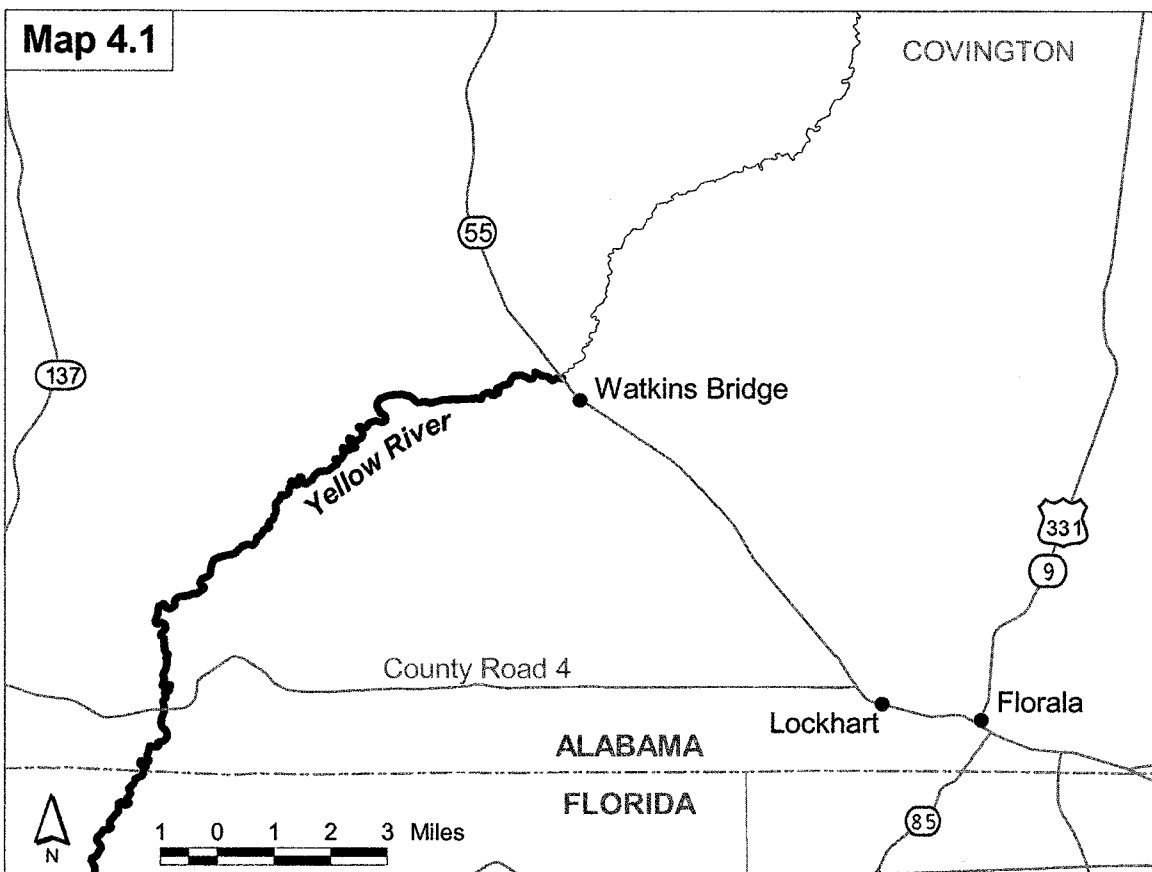 Map 4.1
COVINGTON
55
137
Watkins Bridge
Yellow River
331
9
County Road 4
Lockhart
Florala
ALABAMA
FLORIDA
85
N
1 0 1 2 3 Miles